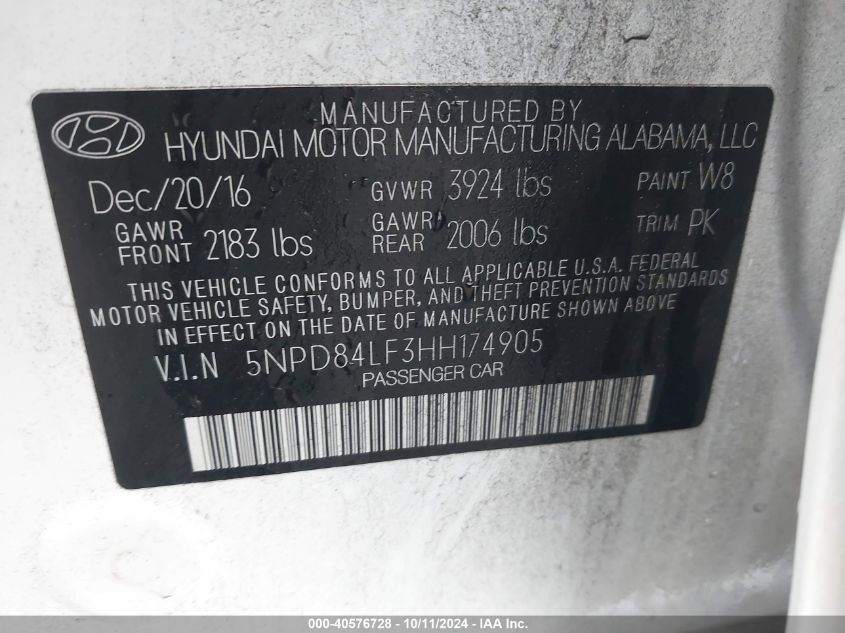 MANUFACTURED BY
HYUNDAI MOTOR MANUFACTURING ALABAMA, LLC
Dec/20/16 GVWR 3924 lbs PAINT W8
GAWR FRONT 2183 lbs GAWR REAR 2006 lbs TRIM PK
THIS VEHICLE CONFORMS TO ALL APPLICABLE U.S.A. FEDERAL
MOTOR VEHICLE SAFETY, BUMPER, AND THEFT PREVENTION STANDARDS
IN EFFECT ON THE DATE OF MANUFACTURE SHOWN ABOVE
V.I.N 5NPD84LF3HH174905
PASSENGER CAR
000-40576728 - 10/11/2024 - IAA Inc.